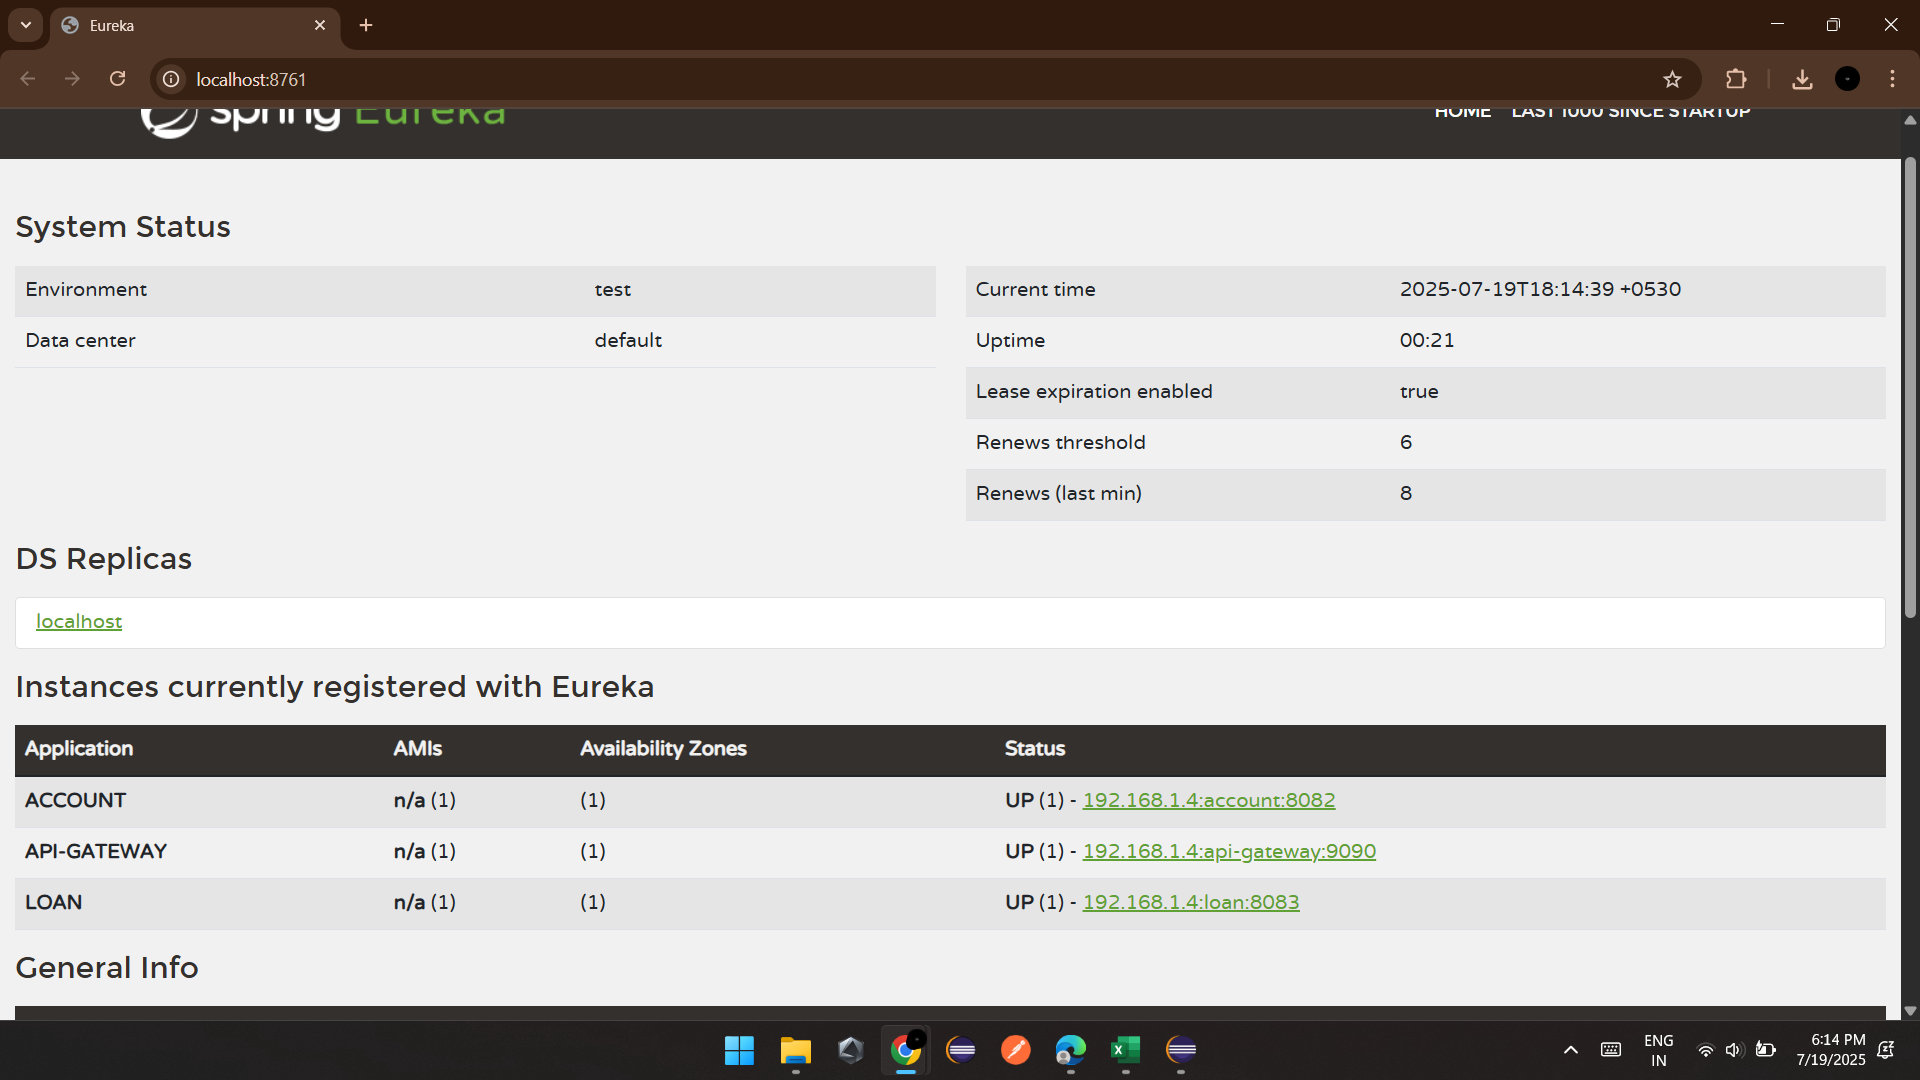 Eureka
localhost:8761
spring Eureka
HOME LAST 1000 SINCE STARTUP
System Status
Environment test
Data center default
Current time 2025-07-19T18:14:39 +0530
Uptime 00:21
Lease expiration enabled true
Renews threshold 6
Renews (last min) 8
DS Replicas
localhost
Instances currently registered with Eureka
Application AMIs Availability Zones Status
ACCOUNT n/a (1) (1) UP (1) - 192.168.1.4:account:8082
API-GATEWAY n/a (1) (1) UP (1) - 192.168.1.4:api-gateway:9090
LOAN n/a (1) (1) UP (1) - 192.168.1.4:loan:8083
General Info
ENG
IN
6:14 PM
7/19/2025